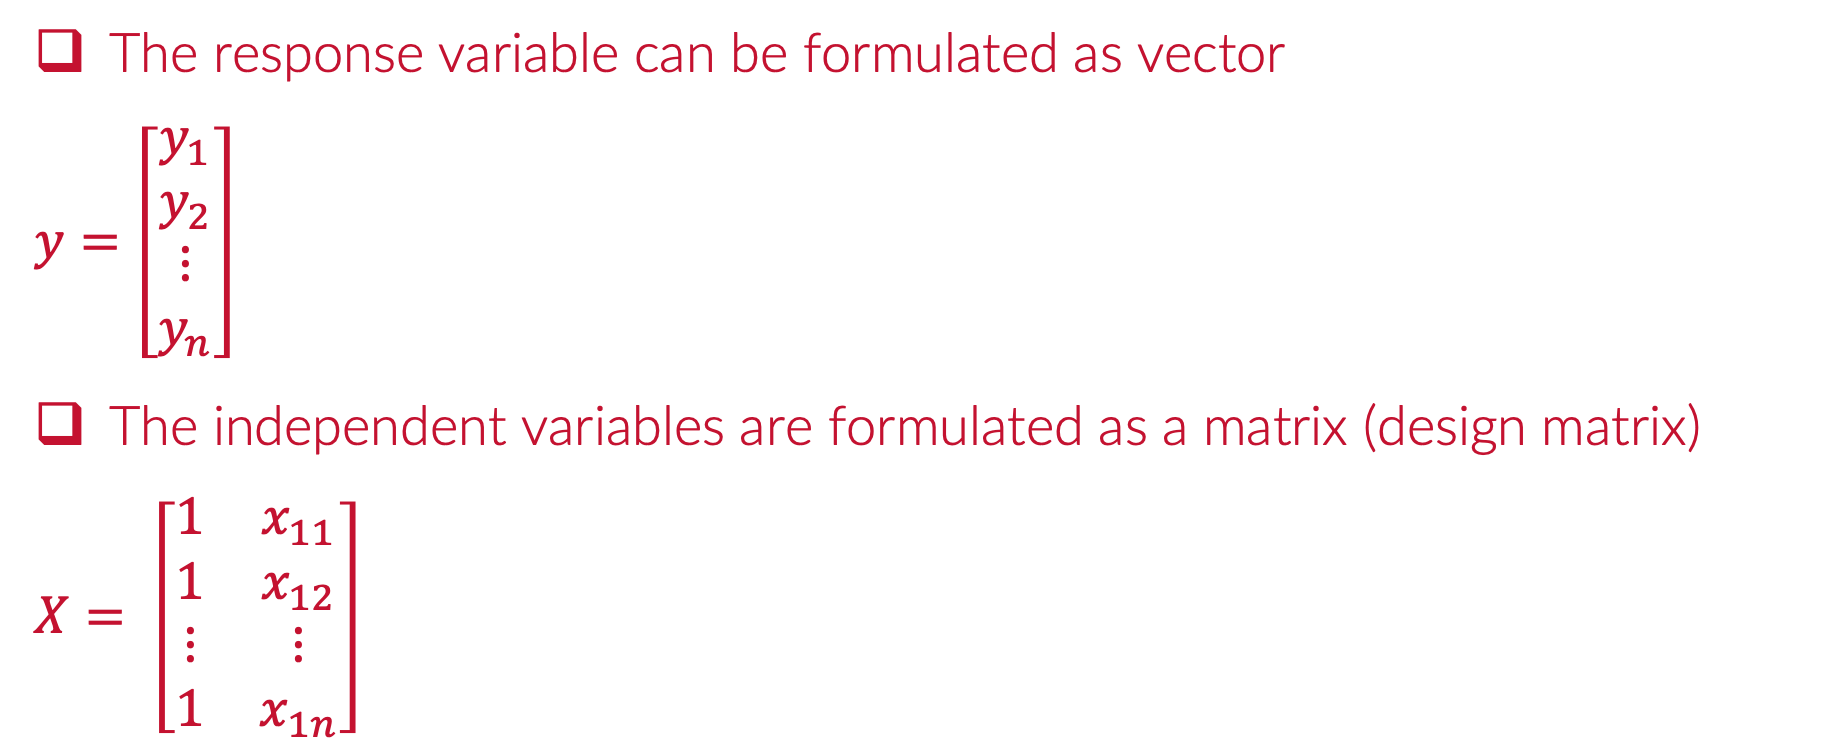 ❑ The response variable can be formulated as vector
y = [y₁
y₂
⋮
yₙ]
❑ The independent variables are formulated as a matrix (design matrix)
X = [1 x₁₁
1 x₁₂
⋮ ⋮
1 x₁ₙ]